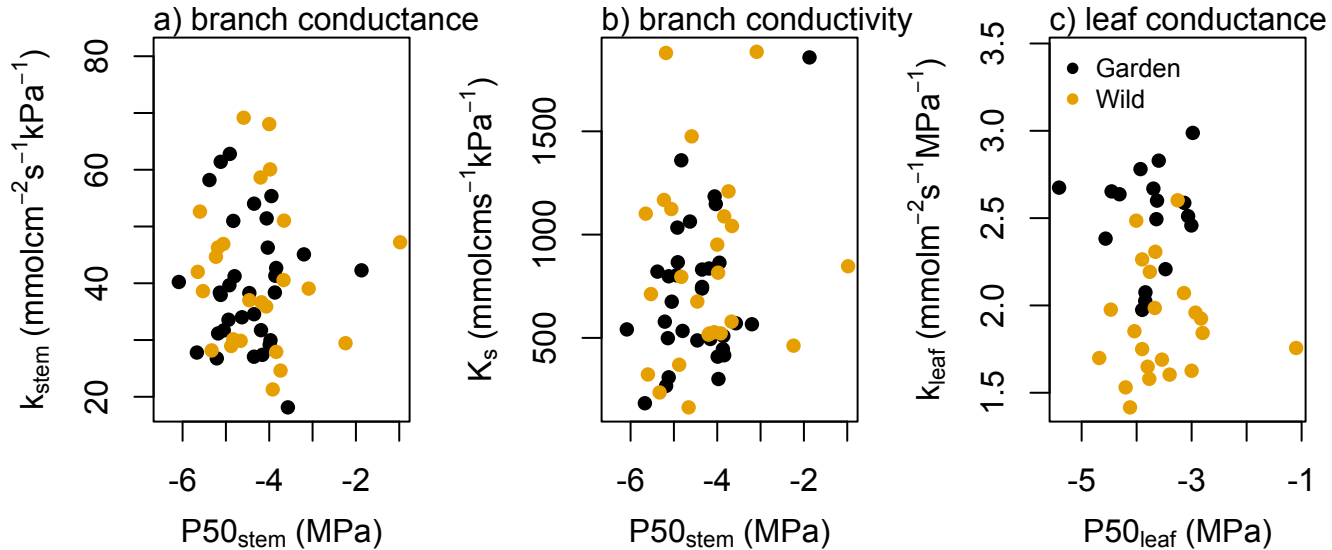 a) branch conductance
k_stem (mmolcm⁻²s⁻¹kPa⁻¹)
80
60
40
20
-6 -4 -2
P50_stem (MPa)
b) branch conductivity
K_s (mmolcms⁻¹kPa⁻¹)
1500
1000
500
-6 -4 -2
P50_stem (MPa)
c) leaf conductance
k_leaf (mmolm⁻²s⁻¹MPa⁻¹)
3.5
3.0
2.5
2.0
1.5
Garden
Wild
-5 -3 -1
P50_leaf (MPa)